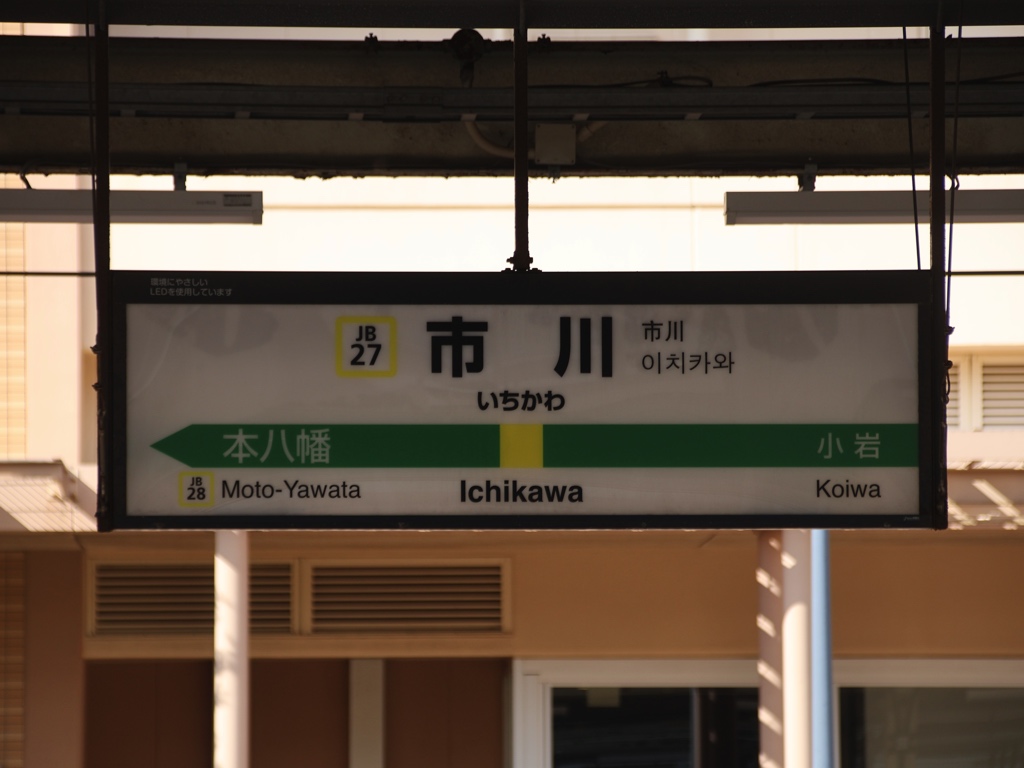 環境にやさしい
LEDを使用しています
JB
27
市川
市川
이치카와
いちかわ
本八幡
小岩
JB
28
Moto-Yawata
Ichikawa
Koiwa